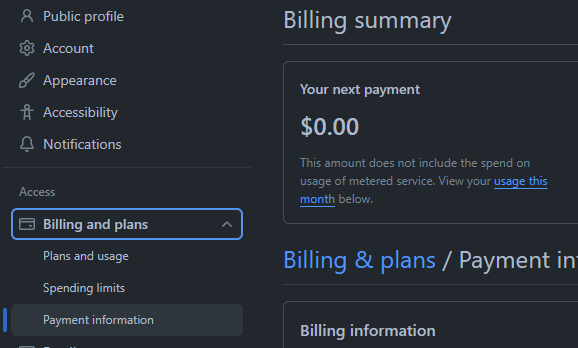 Public profile
Account
Appearance
Accessibility
Notifications
Access
Billing and plans
Plans and usage
Spending limits
Payment information
Billing summary
Your next payment
$0.00
This amount does not include the spend on
usage of metered service. View your usage this
month below.
Billing & plans / Payment in
Billing information